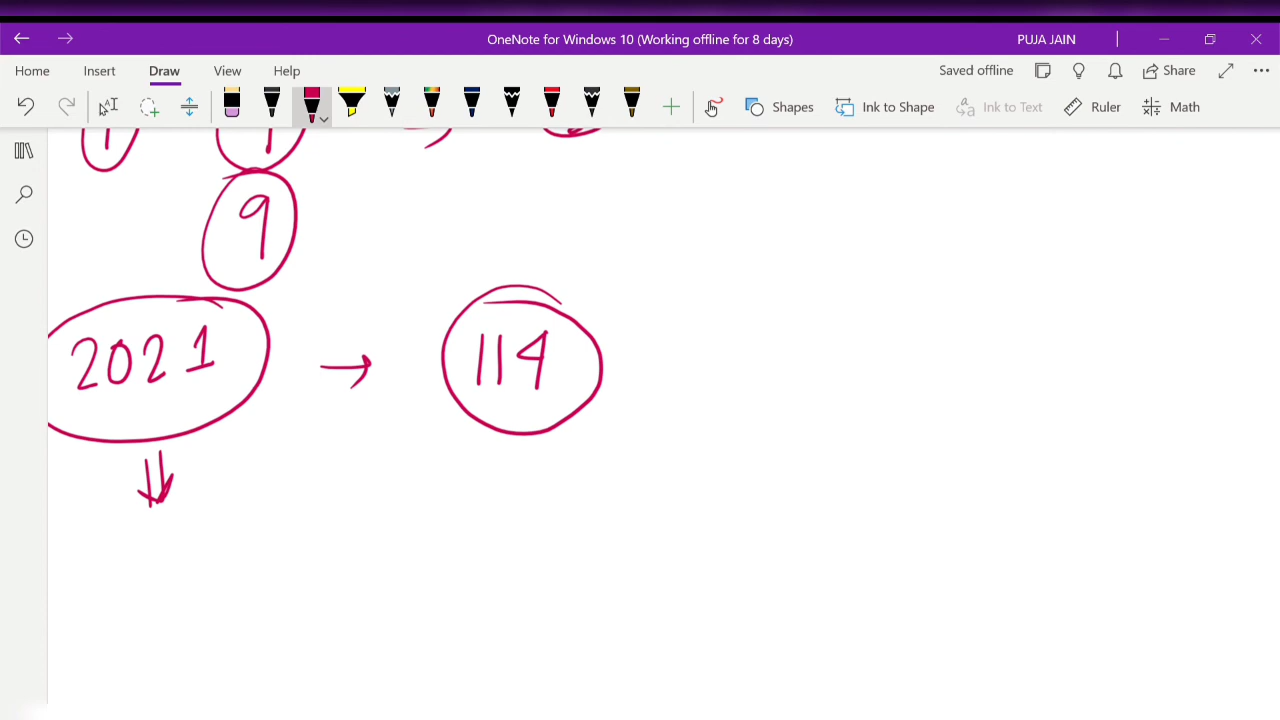 OneNote for Windows 10 (Working offline for 8 days)
PUJA JAIN
Home Insert Draw View Help
Saved offline Share
Shapes Ink to Shape Ink to Text Ruler Math
9
2021 → 114